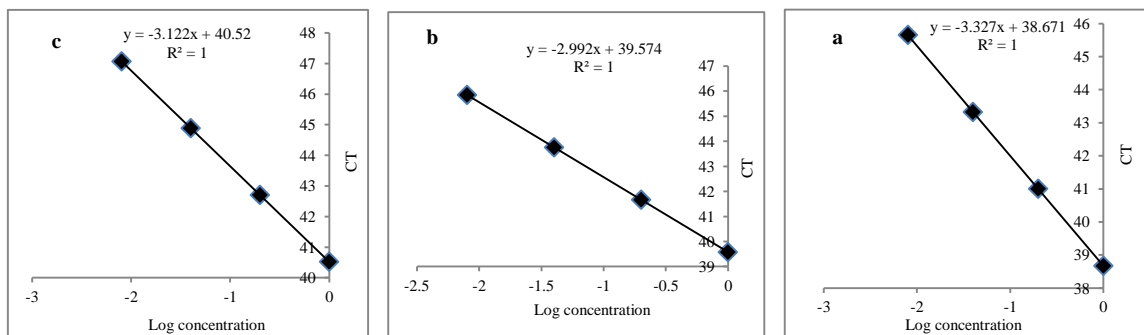 c
y = -3.122x + 40.52
R² = 1
48
47
46
45
44
43
42
41
40
CT
-3
-2
-1
0
Log concentration
b
y = -2.992x + 39.574
R² = 1
47
46
45
44
43
42
41
40
39
CT
-2.5
-2
-1.5
-1
-0.5
0
Log concentration
a
y = -3.327x + 38.671
R² = 1
46
45
44
43
42
41
40
39
38
CT
-3
-2
-1
0
Log concentration